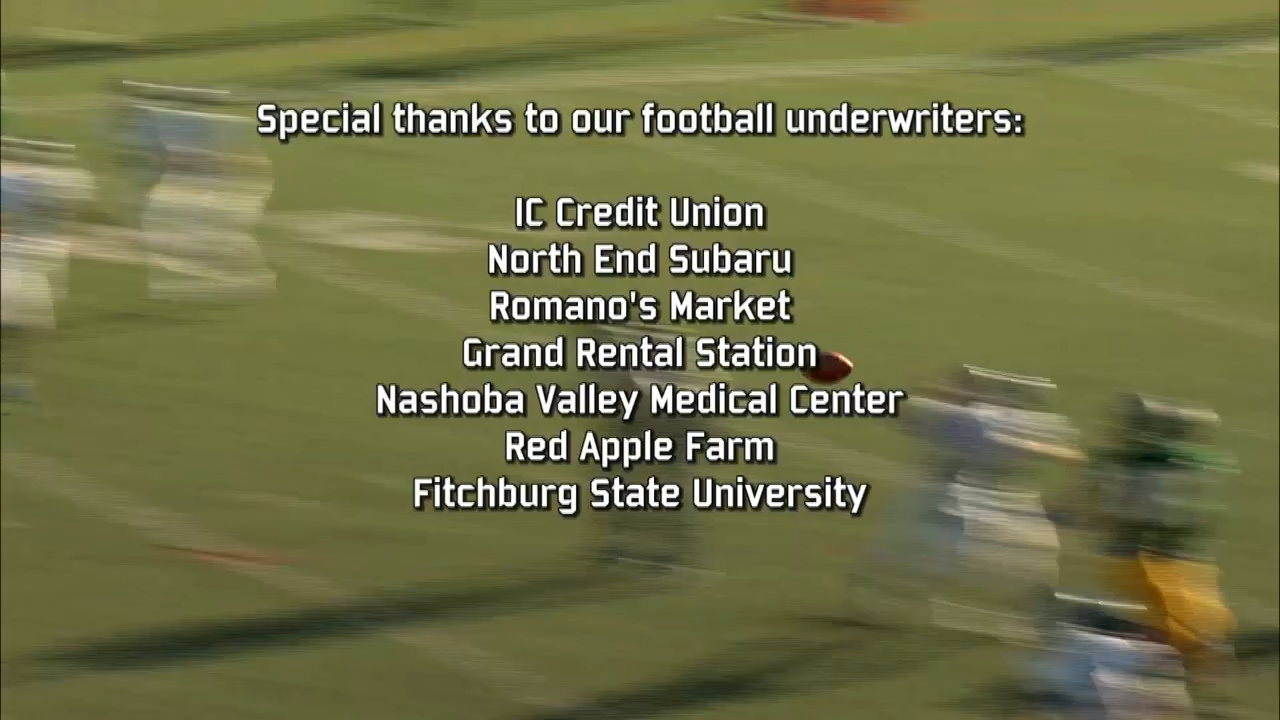 Special thanks to our football underwriters:
IC Credit Union
North End Subaru
Romano's Market
Grand Rental Station
Nashoba Valley Medical Center
Red Apple Farm
Fitchburg State University